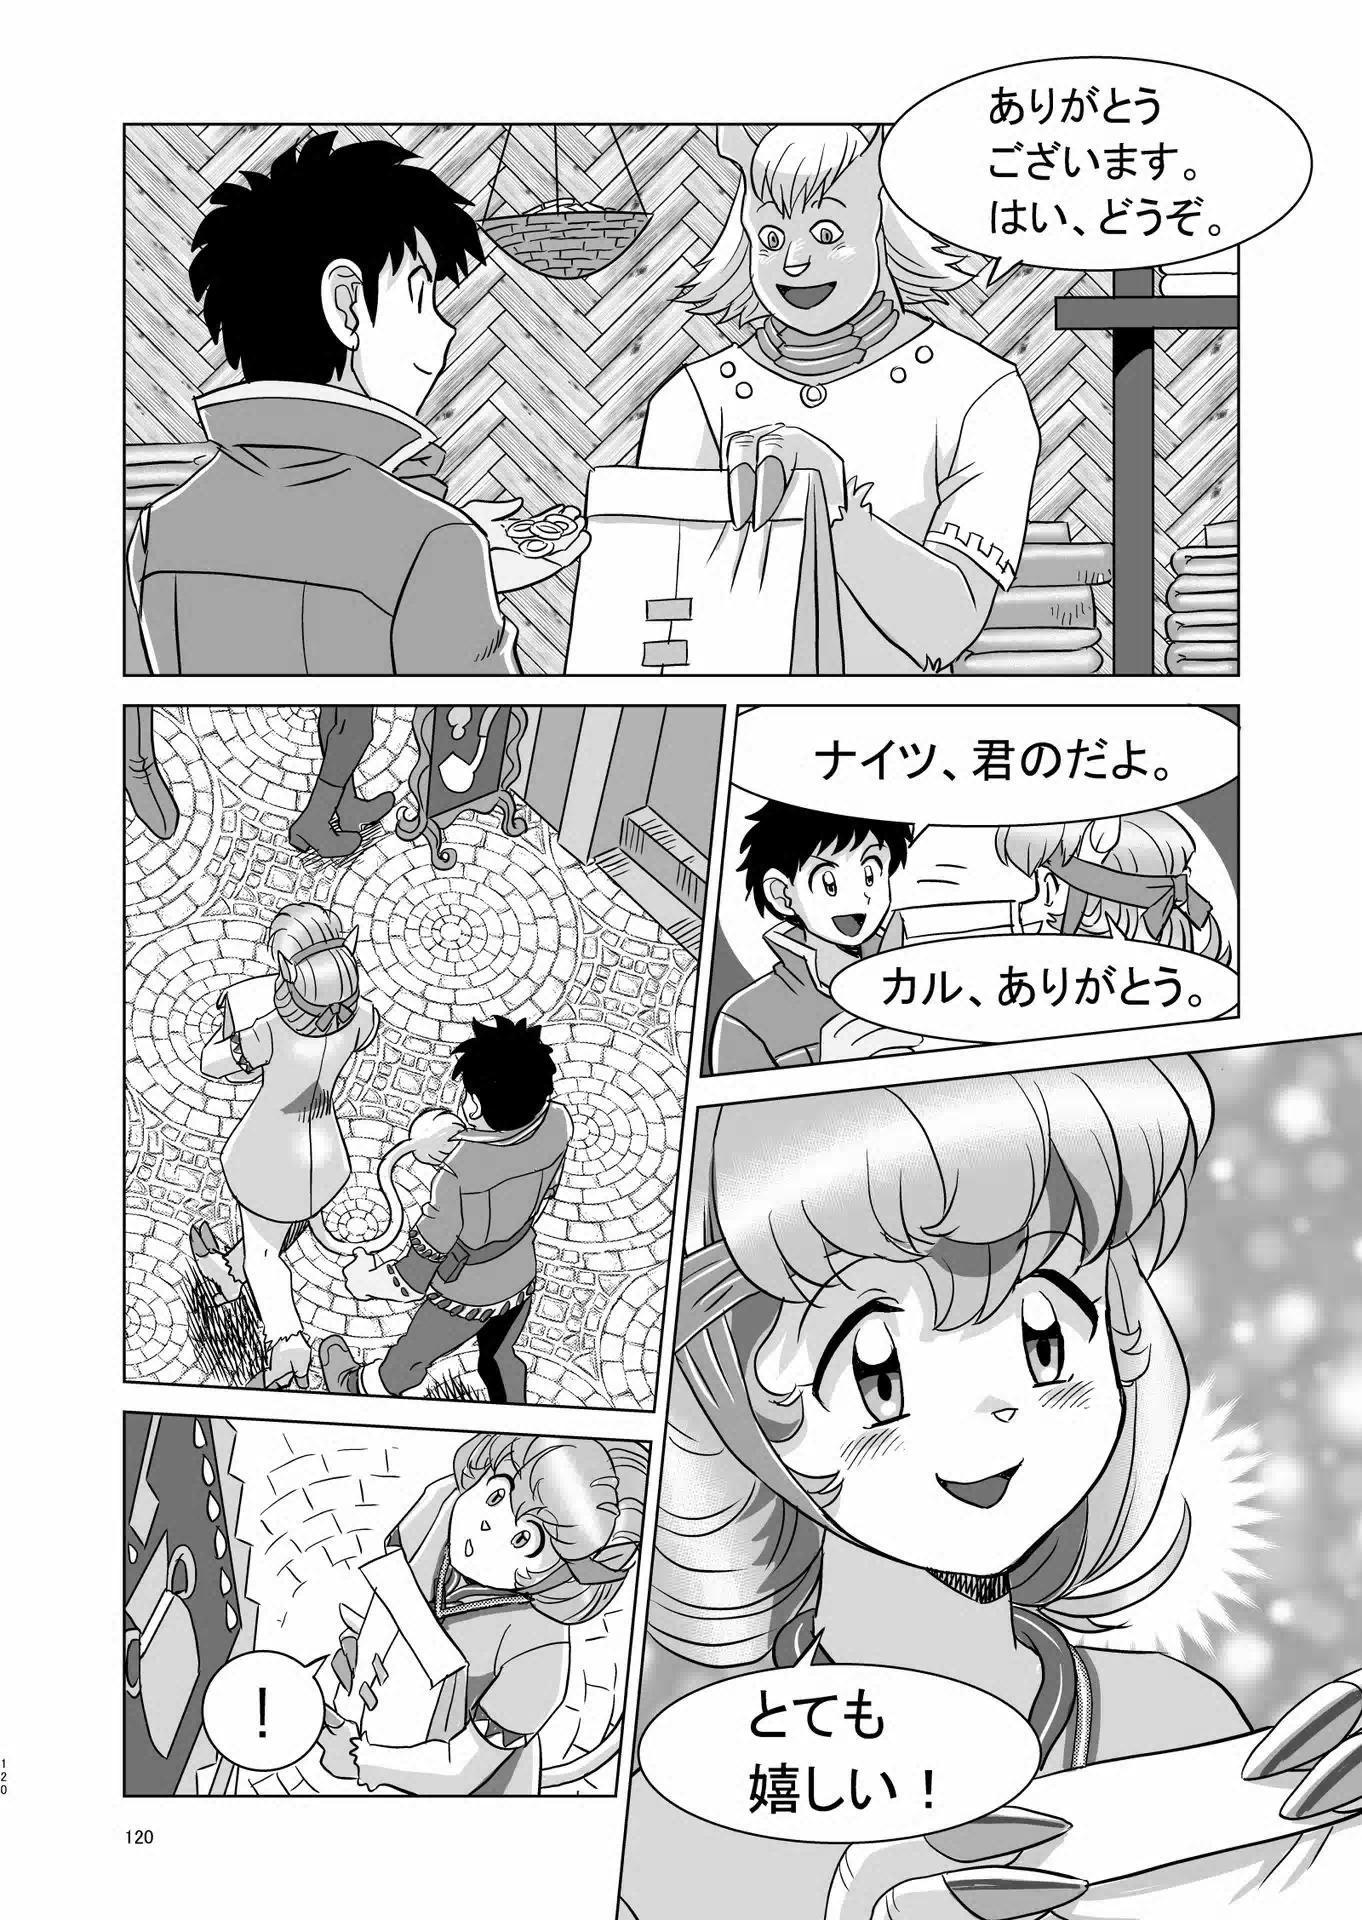 ありがとう
ございます。
はい、どうぞ。
ナイツ、君のだよ。
カル、ありがとう。
とても
嬉しい！
！
120
120